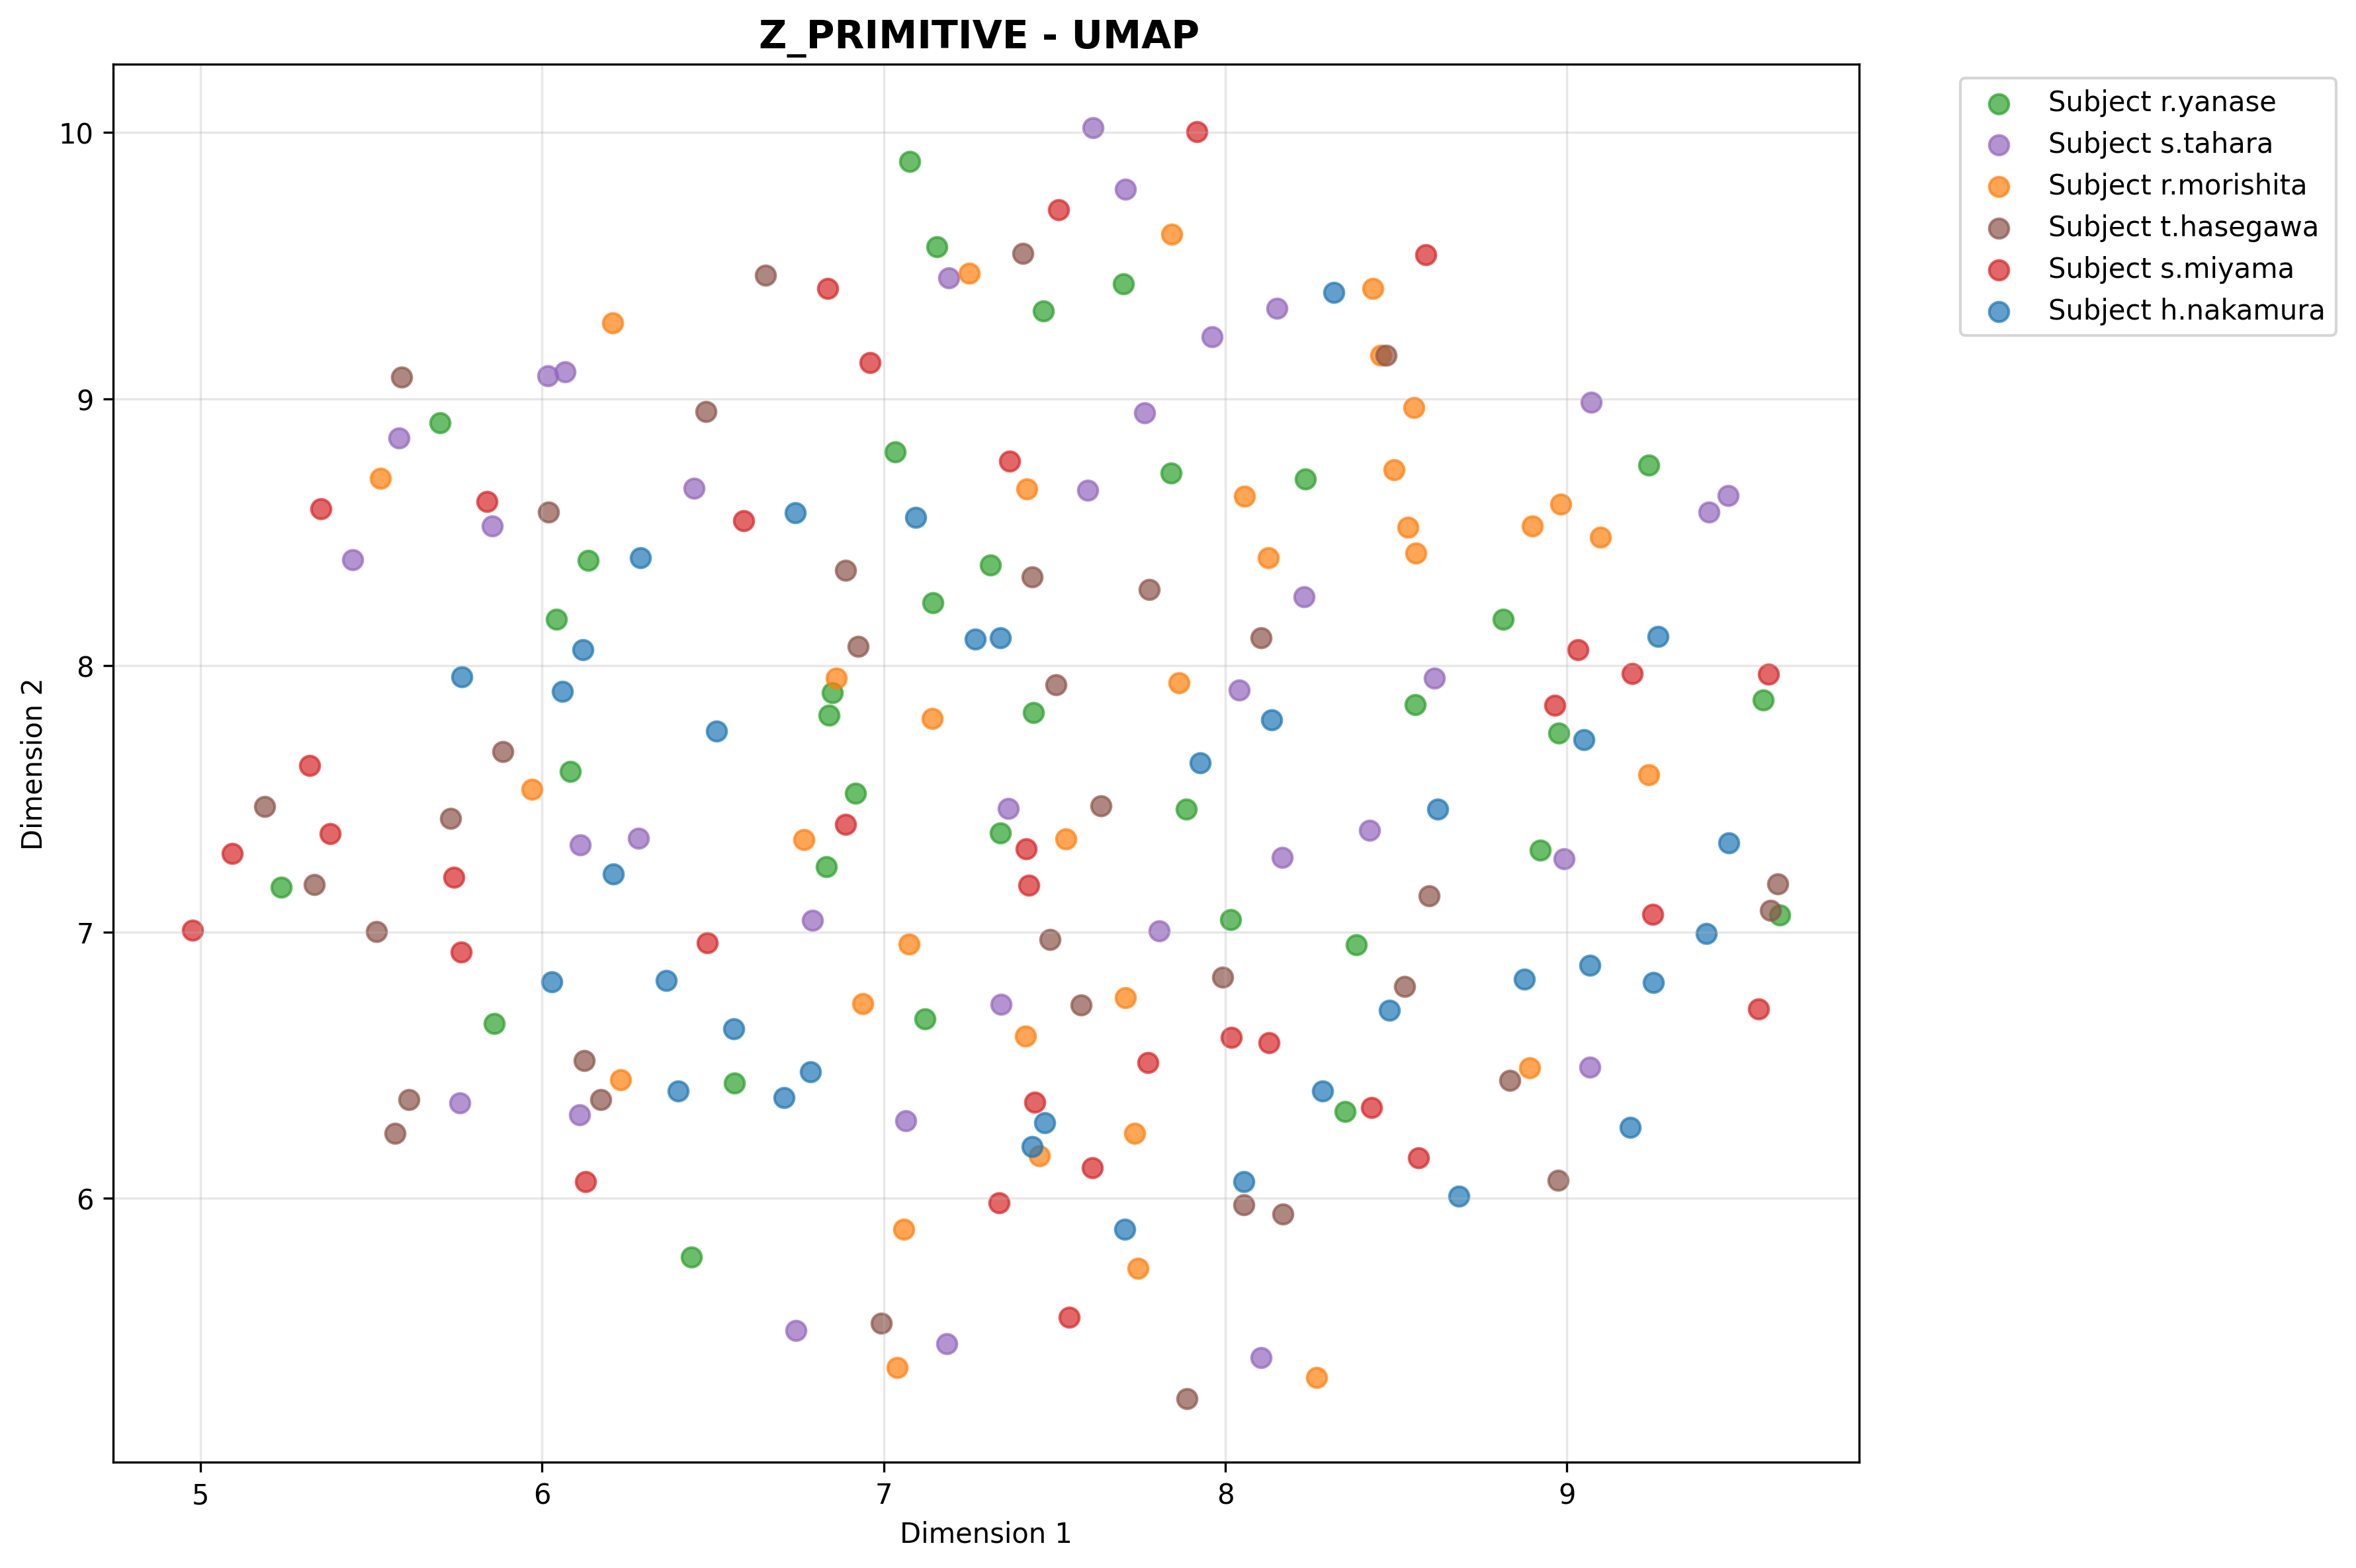 Z_PRIMITIVE - UMAP
Subject r.yanase
Subject s.tahara
Subject r.morishita
Subject t.hasegawa
Subject s.miyama
Subject h.nakamura
Dimension 2
10
9
8
7
6
5
6
7
8
9
Dimension 1